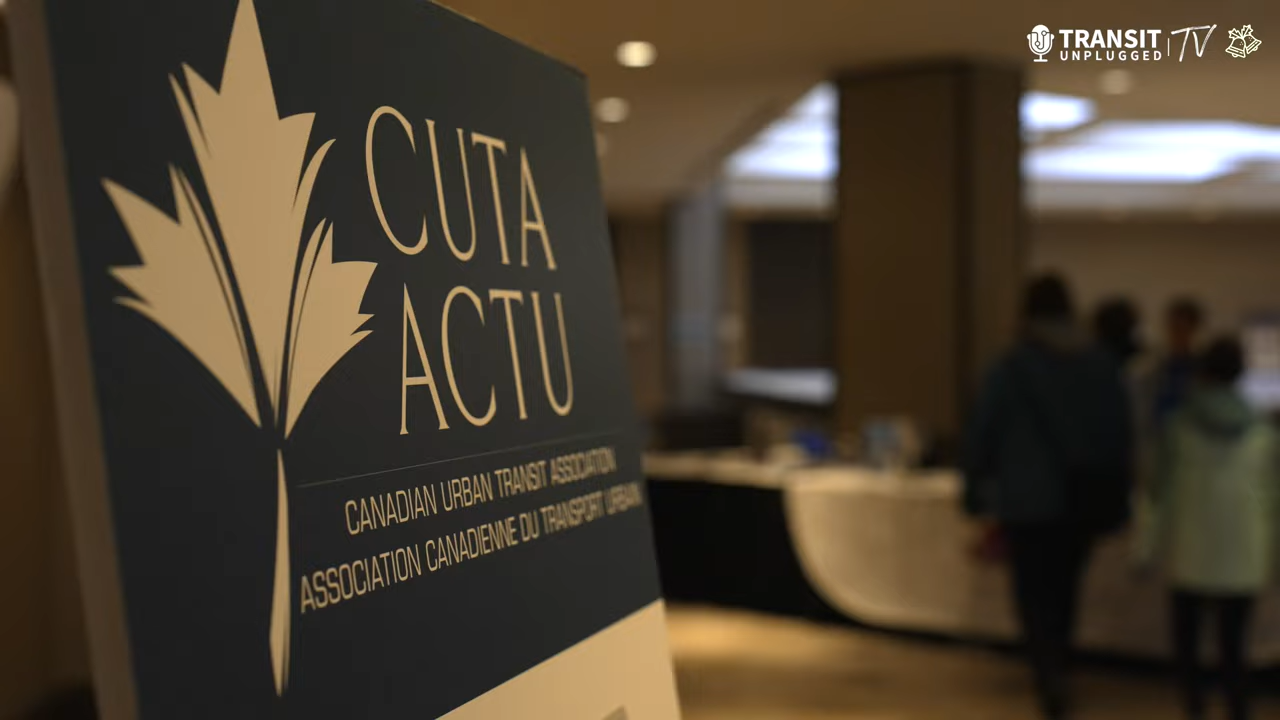 CUTA
ACTU
CANADIAN URBAN TRANSIT ASSOCIATION
ASSOCIATION CANADIENNE DU TRANSPORT URBAIN
TRANSIT
UNPLUGGED
TV